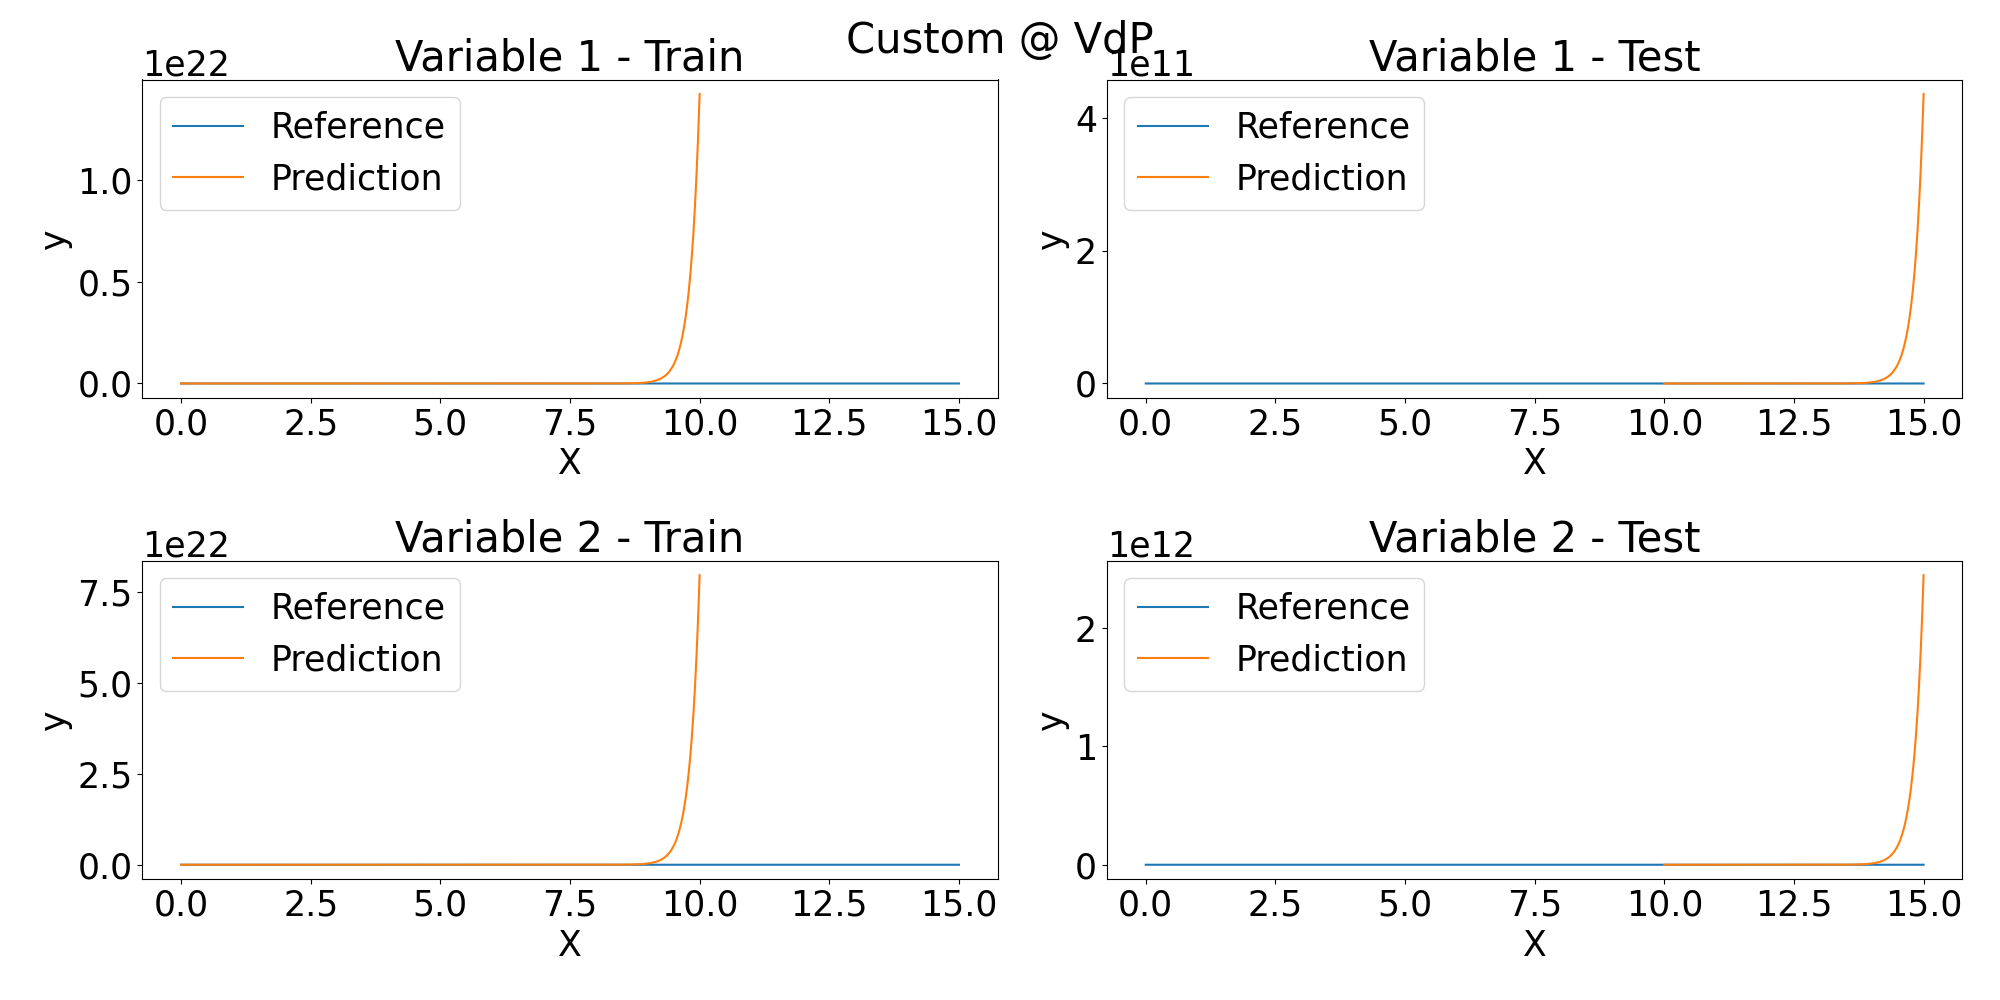 Custom @ VdP
Variable 1 - Train
1e22
Reference
Prediction
1.0
0.5
0.0
y
0.0 2.5 5.0 7.5 10.0 12.5 15.0
X
Variable 1 - Test
1e11
Reference
Prediction
4
2
0
y
0.0 2.5 5.0 7.5 10.0 12.5 15.0
X
Variable 2 - Train
1e22
Reference
Prediction
7.5
5.0
2.5
0.0
y
0.0 2.5 5.0 7.5 10.0 12.5 15.0
X
Variable 2 - Test
1e12
Reference
Prediction
2
1
0
y
0.0 2.5 5.0 7.5 10.0 12.5 15.0
X